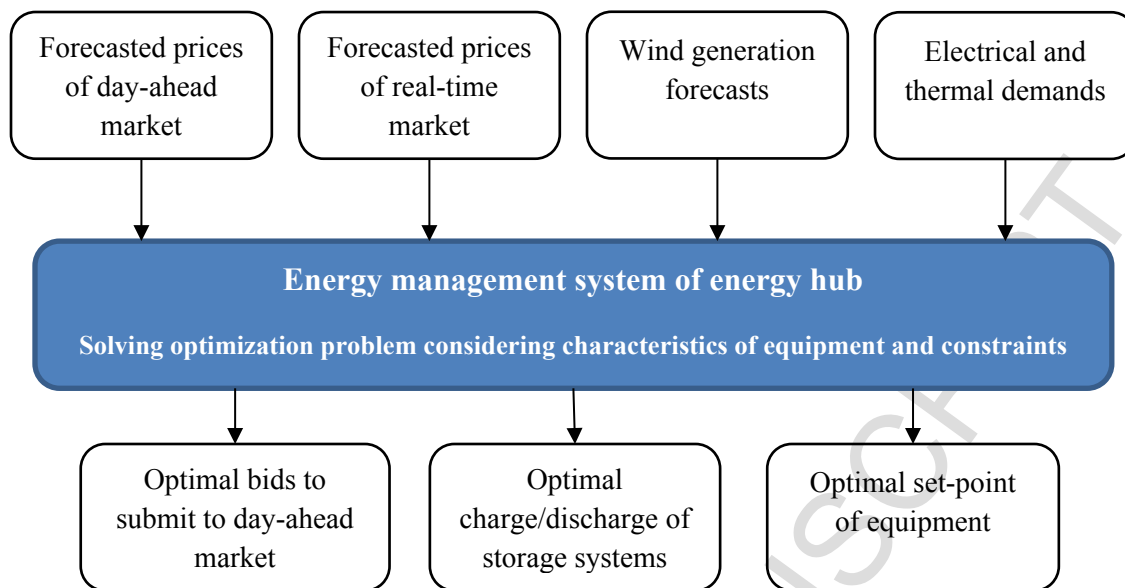 Forecasted prices
of day-ahead
market
Forecasted prices
of real-time
market
Wind generation
forecasts
Electrical and
thermal demands
Energy management system of energy hub
Solving optimization problem considering characteristics of equipment and constraints
Optimal bids to
submit to day-ahead
market
Optimal
charge/discharge of
storage systems
Optimal set-point
of equipment